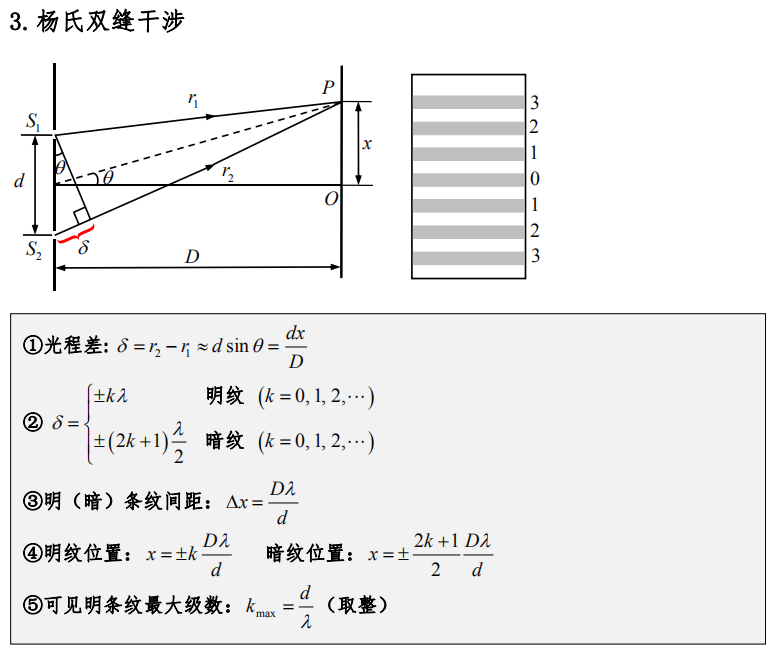 3. 杨氏双缝干涉
P
r₁
S₁
x
θ
θ
r₂
d
O
S₂
δ
D
3
2
1
0
1
2
3
①光程差: δ = r₂ − r₁ ≈ d sin θ = dx/D
② δ = { ±kλ 明纹 (k = 0, 1, 2, ⋯)
±(2k+1) λ/2 暗纹 (k = 0, 1, 2, ⋯)
③明（暗）条纹间距: Δx = Dλ/d
④明纹位置: x = ±k Dλ/d 暗纹位置: x = ± (2k+1)/2 Dλ/d
⑤可见明条纹最大级数: k_max = d/λ （取整）